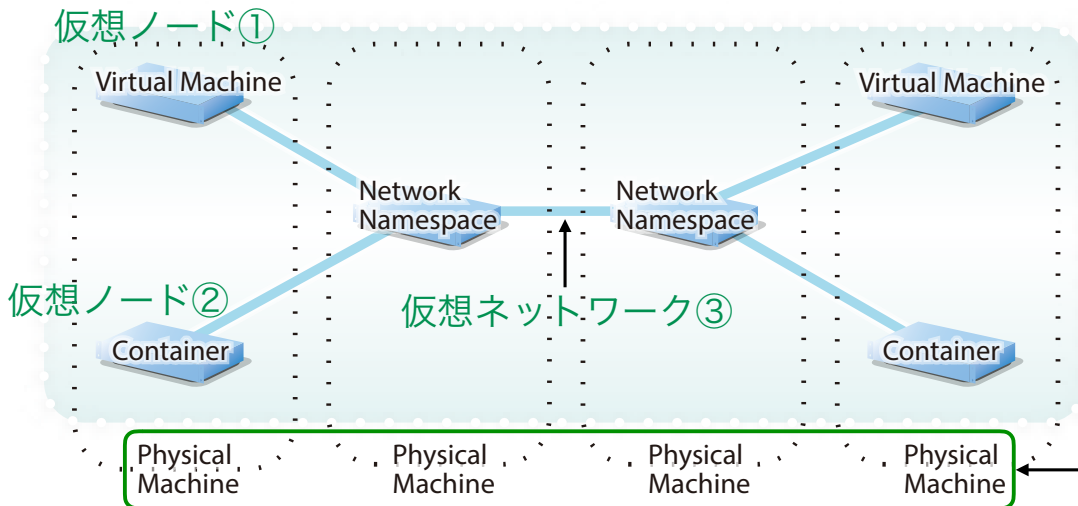 仮想ノード①
Virtual Machine
Virtual Machine
Network
Namespace
Network
Namespace
仮想ノード②
仮想ネットワーク③
Container
Container
Physical
Machine
Physical
Machine
Physical
Machine
Physical
Machine